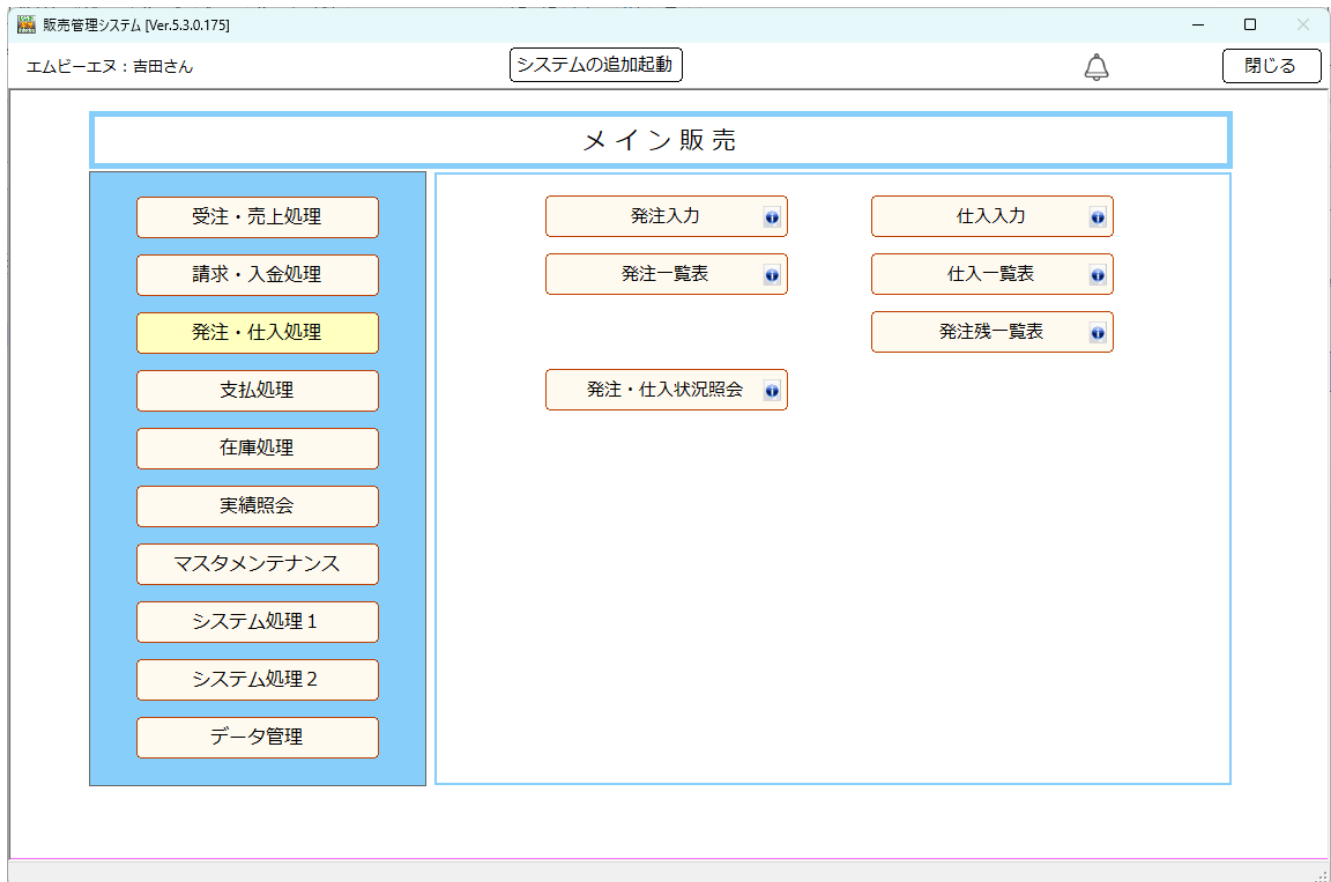 販売管理システム [Ver.5.3.0.175]
エムビーエヌ：吉田さん
システムの追加起動
閉じる
メイン販売
受注・売上処理
請求・入金処理
発注・仕入処理
支払処理
在庫処理
実績照会
マスタメンテナンス
システム処理１
システム処理２
データ管理
発注入力
仕入入力
発注一覧表
仕入一覧表
発注残一覧表
発注・仕入状況照会